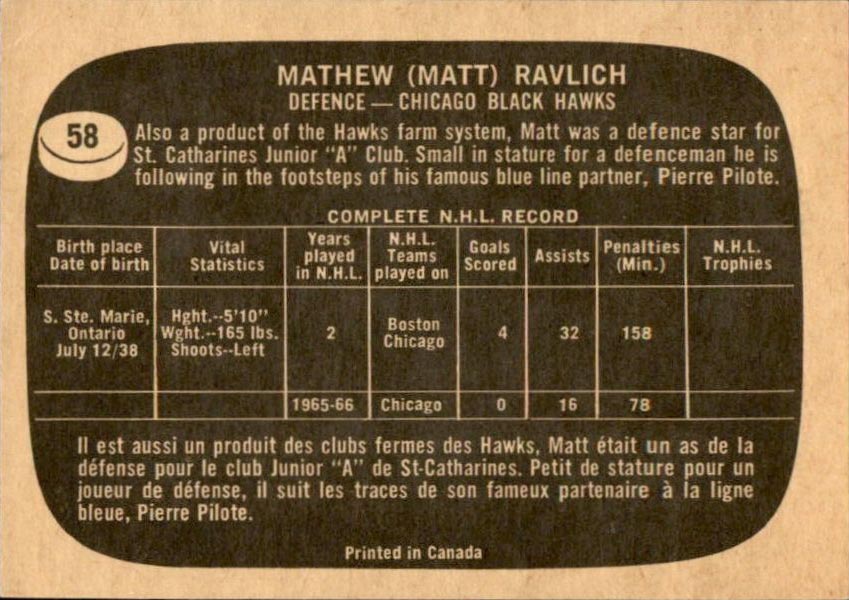 MATHEW (MATT) RAVLICH
DEFENCE — CHICAGO BLACK HAWKS
58
Also a product of the Hawks farm system, Matt was a defence star for
St. Catharines Junior "A" Club. Small in stature for a defenceman he is
following in the footsteps of his famous blue line partner, Pierre Pilote.
COMPLETE N.H.L. RECORD
Birth place
Date of birth
Vital
Statistics
Years
played
in N.H.L.
N.H.L.
Teams
played on
Goals
Scored
Assists
Penalties
(Min.)
N.H.L.
Trophies
S. Ste. Marie,
Ontario
July 12/38
Hght.--5'10"
Wght.--165 lbs.
Shoots--Left
2
Boston
Chicago
4
32
158
1965-66
Chicago
0
16
78
Il est aussi un produit des clubs fermes des Hawks, Matt était un as de la
défense pour le club Junior "A" de St-Catharines. Petit de stature pour un
joueur de défense, il suit les traces de son fameux partenaire à la ligne
bleue, Pierre Pilote.
Printed in Canada